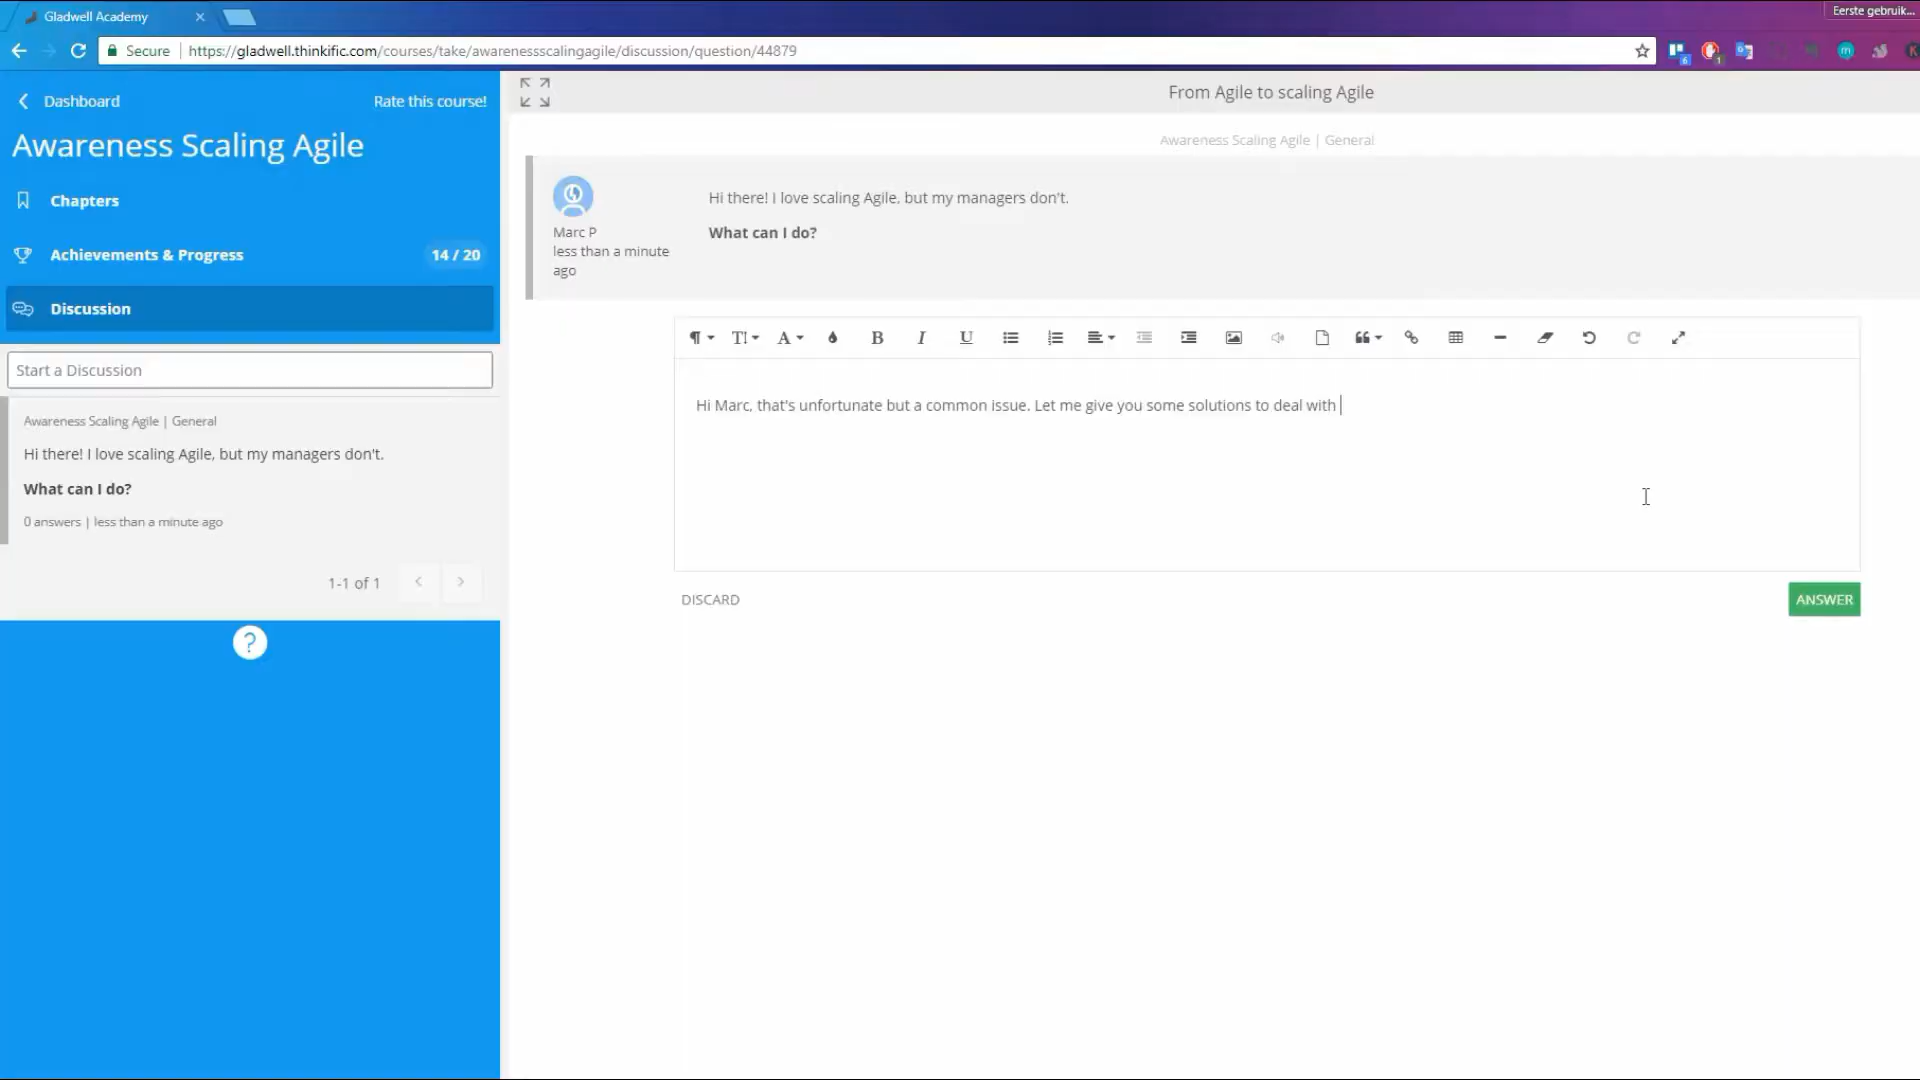 Gladwell Academy
Eerste gebruik...
Secure
https://gladwell.thinkific.com/courses/take/awarenessscalingagile/discussion/question/44879
6
1
Dashboard
Rate this course!
Awareness Scaling Agile
Chapters
Achievements & Progress
14 / 20
Discussion
Start a Discussion
Awareness Scaling Agile | General
Hi there! I love scaling Agile, but my managers don't.
What can I do?
0 answers | less than a minute ago
1-1 of 1
?
From Agile to scaling Agile
Awareness Scaling Agile | General
Marc P
less than a minute
ago
Hi there! I love scaling Agile, but my managers don't.
What can I do?
Hi Marc, that's unfortunate but a common issue. Let me give you some solutions to deal with
DISCARD
ANSWER